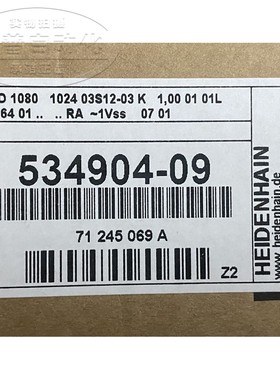 O 1080 1024 03S12-03 K 1,00 01 01L
64 01 .. .. RA ~1Vss 07 01
534904-09
71 245 069 A
Z2
HEIDENHAIN
www.heidenhain.de